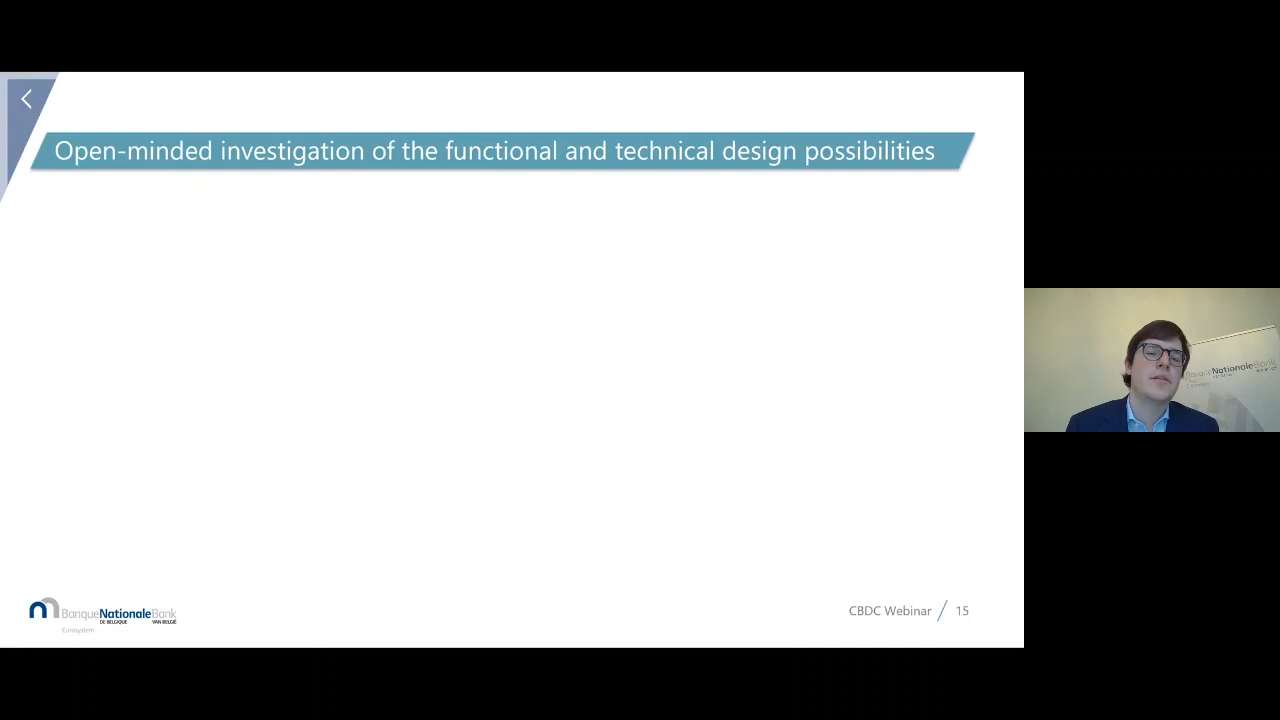 Open-minded investigation of the functional and technical design possibilities
BanqueNationaleBank
DE BELGIQUE VAN BELGIË
Eurosystem
CBDC Webinar / 15
BanqueNationaleBank